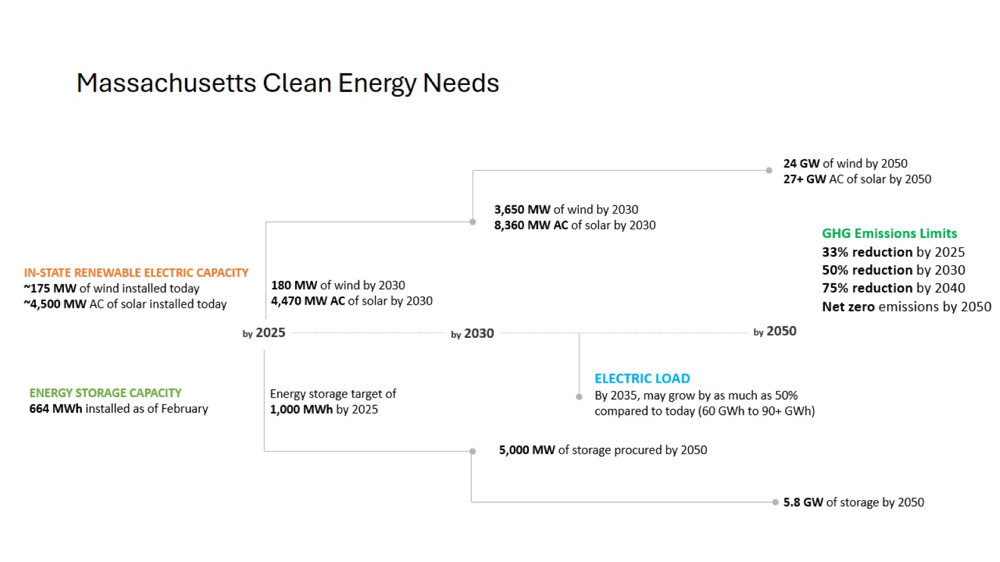 Massachusetts Clean Energy Needs
24 GW of wind by 2050
27+ GW AC of solar by 2050
3,650 MW of wind by 2030
8,360 MW AC of solar by 2030
GHG Emissions Limits
33% reduction by 2025
50% reduction by 2030
75% reduction by 2040
Net zero emissions by 2050
IN-STATE RENEWABLE ELECTRIC CAPACITY
~175 MW of wind installed today
~4,500 MW AC of solar installed today
180 MW of wind by 2030
4,470 MW AC of solar by 2030
by 2025
by 2030
by 2050
ENERGY STORAGE CAPACITY
664 MWh installed as of February
Energy storage target of
1,000 MWh by 2025
ELECTRIC LOAD
By 2035, may grow by as much as 50%
compared to today (60 GWh to 90+ GWh)
5,000 MW of storage procured by 2050
5.8 GW of storage by 2050